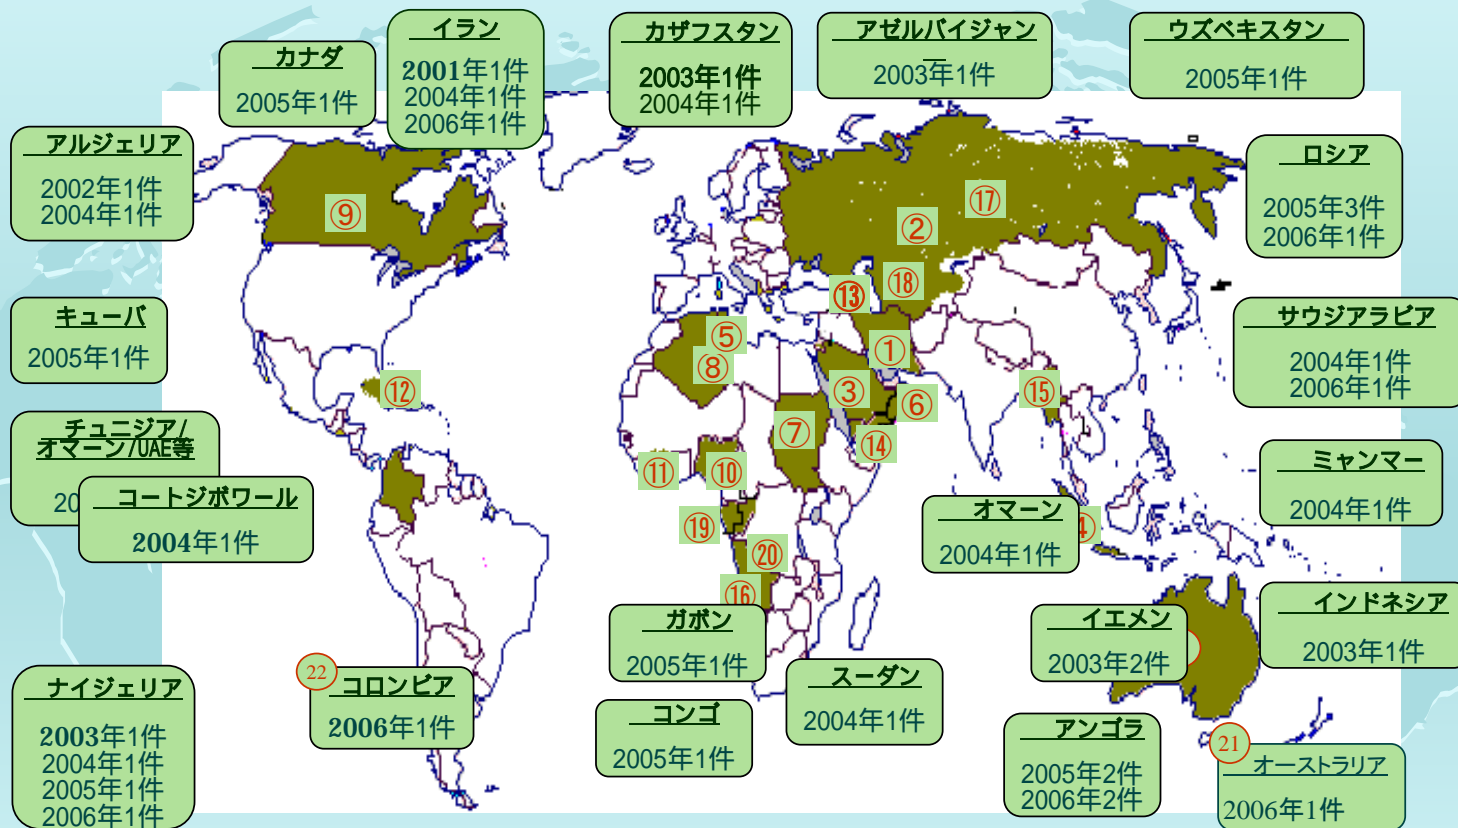 カナダ
2005年1件
イラン
2001年1件
2004年1件
2006年1件
カザフスタン
2003年1件
2004年1件
アゼルバイジャン
2003年1件
ウズベキスタン
2005年1件
アルジェリア
2002年1件
2004年1件
ロシア
2005年3件
2006年1件
キューバ
2005年1件
サウジアラビア
2004年1件
2006年1件
チュニジア/
オマーン/UAE等
20
コートジボワール
2004年1件
ミャンマー
2004年1件
オマーン
2004年1件
ガボン
2005年1件
イエメン
2003年2件
インドネシア
2003年1件
ナイジェリア
2003年1件
2004年1件
2005年1件
2006年1件
コロンビア
2006年1件
コンゴ
2005年1件
スーダン
2004年1件
アンゴラ
2005年2件
2006年2件
オーストラリア
2006年1件
⑨
⑰
②
⑱
⑬
⑤
①
⑧
③
⑥
⑮
⑫
⑦
⑭
⑪
⑩
⑲
⑳
⑯
4
22
21